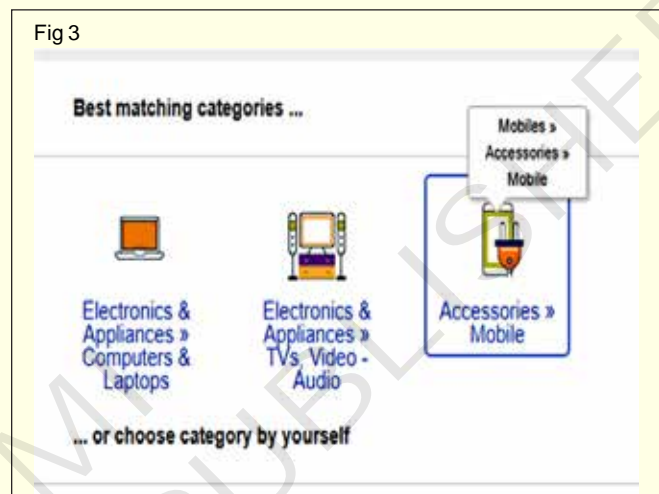 Fig 3
Best matching categories ...
Mobiles »
Accessories »
Mobile
Electronics &
Appliances »
Computers &
Laptops
Electronics &
Appliances »
TVs, Video -
Audio
Accessories »
Mobile
... or choose category by yourself
PUBLISHE